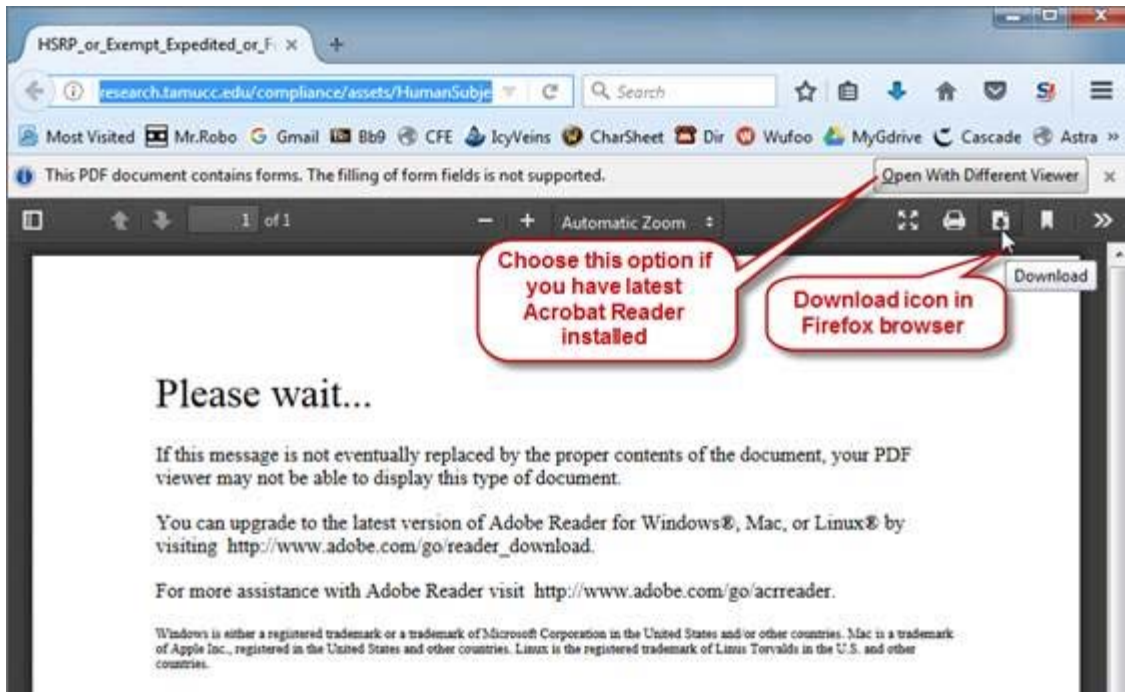 HSRP_or_Exempt_Expedited_or_F
research.tamucc.edu/compliance/assets/HumanSubje
Search
Most Visited Mr.Robo Gmail Bb9 CFE IcyVeins CharSheet Dir Wufoo MyGdrive Cascade Astra »
This PDF document contains forms. The filling of form fields is not supported. Open With Different Viewer
1 of 1 Automatic Zoom
Download
Choose this option if
you have latest
Acrobat Reader
installed
Download icon in
Firefox browser
Please wait...
If this message is not eventually replaced by the proper contents of the document, your PDF
viewer may not be able to display this type of document.
You can upgrade to the latest version of Adobe Reader for Windows®, Mac, or Linux® by
visiting http://www.adobe.com/go/reader_download.
For more assistance with Adobe Reader visit http://www.adobe.com/go/acrreader.
Windows is either a registered trademark or a trademark of Microsoft Corporation in the United States and/or other countries. Mac is a trademark
of Apple Inc., registered in the United States and other countries. Linux is the registered trademark of Linus Torvalds in the U.S. and other
countries.